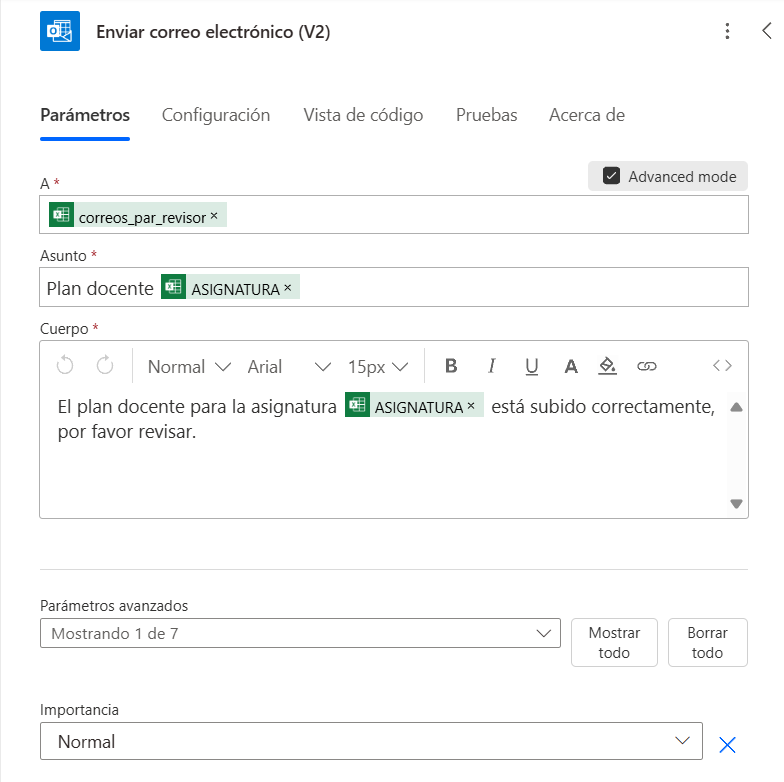 Enviar correo electrónico (V2)
Parámetros Configuración Vista de código Pruebas Acerca de
A *
Advanced mode
correos_par_revisor ×
Asunto *
Plan docente ASIGNATURA ×
Cuerpo *
Normal Arial 15px B I U A
El plan docente para la asignatura ASIGNATURA × está subido correctamente,
por favor revisar.
Parámetros avanzados
Mostrando 1 de 7
Mostrar todo
Borrar todo
Importancia
Normal